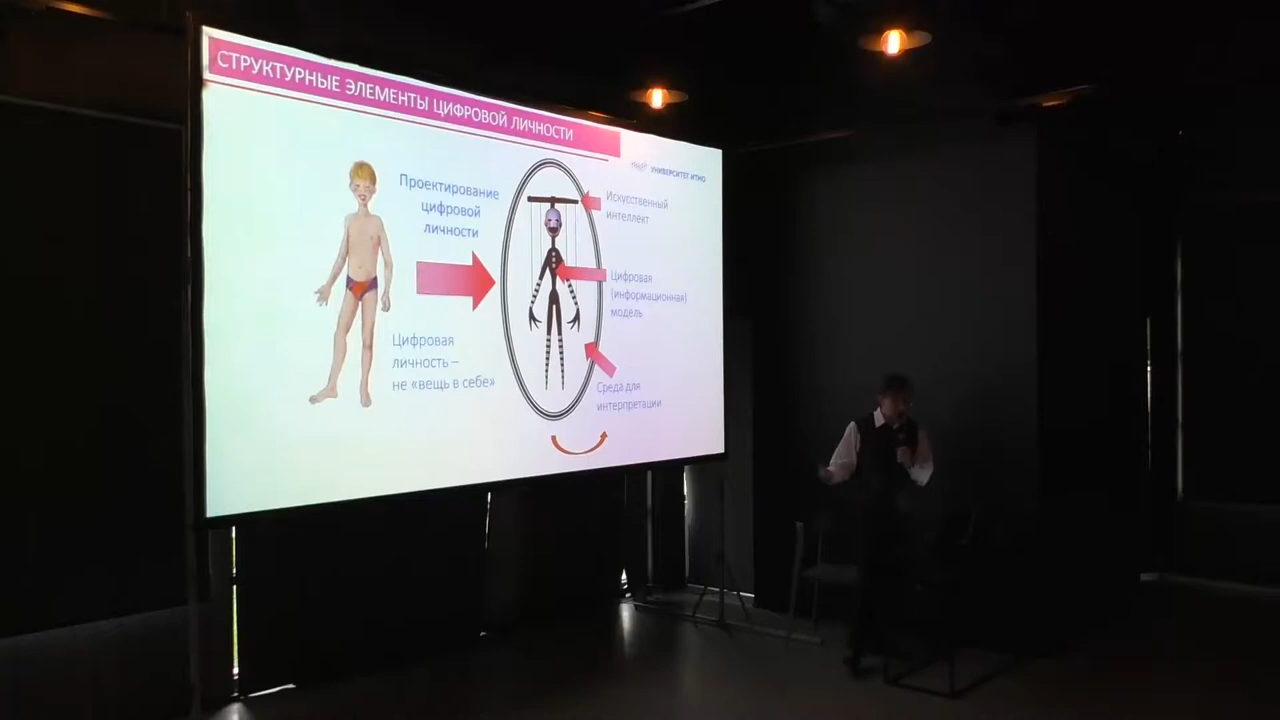 СТРУКТУРНЫЕ ЭЛЕМЕНТЫ ЦИФРОВОЙ ЛИЧНОСТИ
УНИВЕРСИТЕТ ИТМО
Проектирование
цифровой
личности
Искусственный
интеллект
Цифровая
(информационная)
модель
Цифровая
личность –
не «вещь в себе»
Среда для
интерпретации